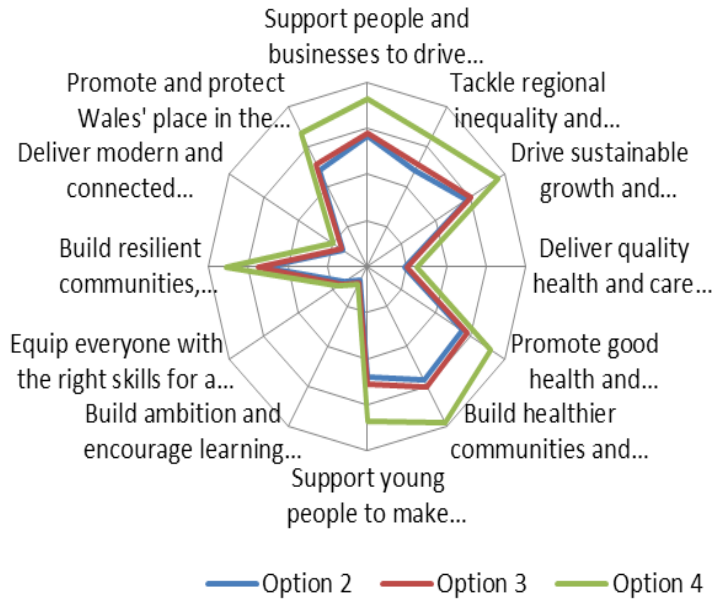 Support people and
businesses to drive...
Tackle regional
inequality and...
Drive sustainable
growth and...
Deliver quality
health and care...
Promote good
health and...
Build healthier
communities and...
Support young
people to make...
Build ambition and
encourage learning...
Equip everyone with
the right skills for a...
Build resilient
communities,...
Deliver modern and
connected...
Promote and protect
Wales' place in the...
Option 2
Option 3
Option 4